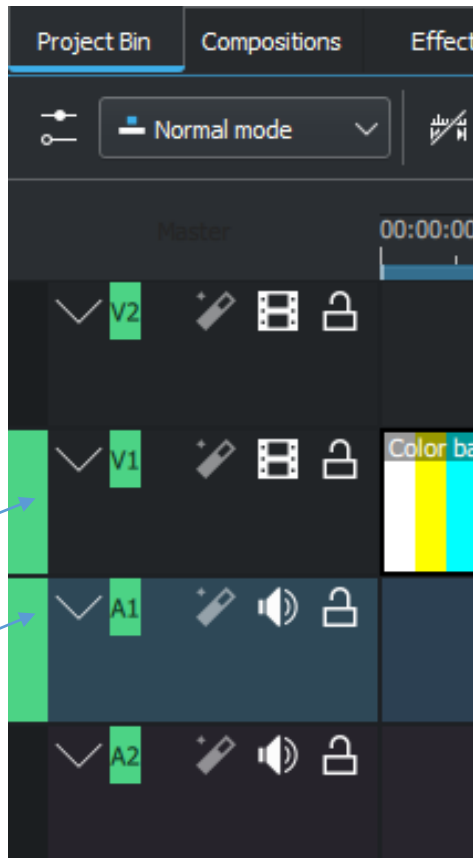 Project Bin Compositions Effect
Normal mode
Master 00:00:00
V2
V1 Color ba
A1
A2